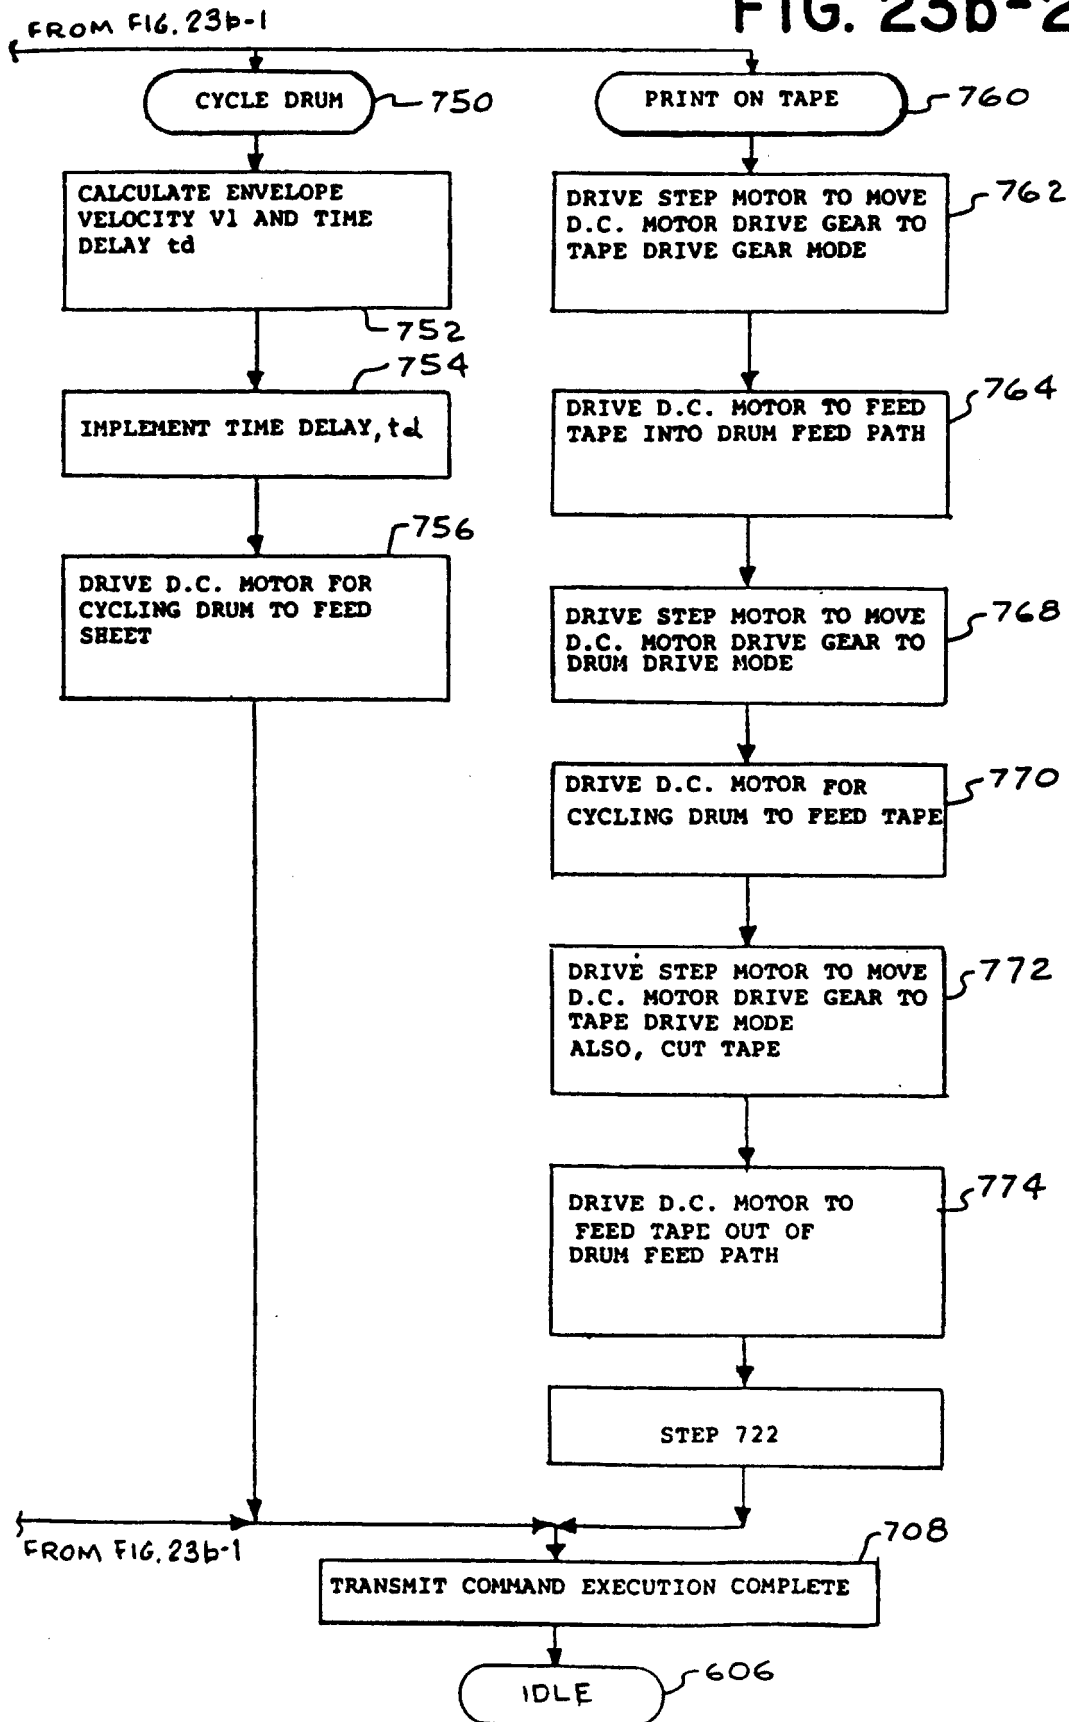 FROM FIG. 23b-1
FIG. 23b-2
CYCLE DRUM
750
PRINT ON TAPE
760
CALCULATE ENVELOPE
VELOCITY V1 AND TIME
DELAY td
752
DRIVE STEP MOTOR TO MOVE
D.C. MOTOR DRIVE GEAR TO
TAPE DRIVE GEAR MODE
762
754
IMPLEMENT TIME DELAY, td
DRIVE D.C. MOTOR TO FEED
TAPE INTO DRUM FEED PATH
764
756
DRIVE D.C. MOTOR FOR
CYCLING DRUM TO FEED
SHEET
DRIVE STEP MOTOR TO MOVE
D.C. MOTOR DRIVE GEAR TO
DRUM DRIVE MODE
768
DRIVE D.C. MOTOR FOR
CYCLING DRUM TO FEED TAPE
770
DRIVE STEP MOTOR TO MOVE
D.C. MOTOR DRIVE GEAR TO
TAPE DRIVE MODE
ALSO, CUT TAPE
772
DRIVE D.C. MOTOR TO
FEED TAPE OUT OF
DRUM FEED PATH
774
STEP 722
FROM FIG. 23b-1
708
TRANSMIT COMMAND EXECUTION COMPLETE
IDLE
606